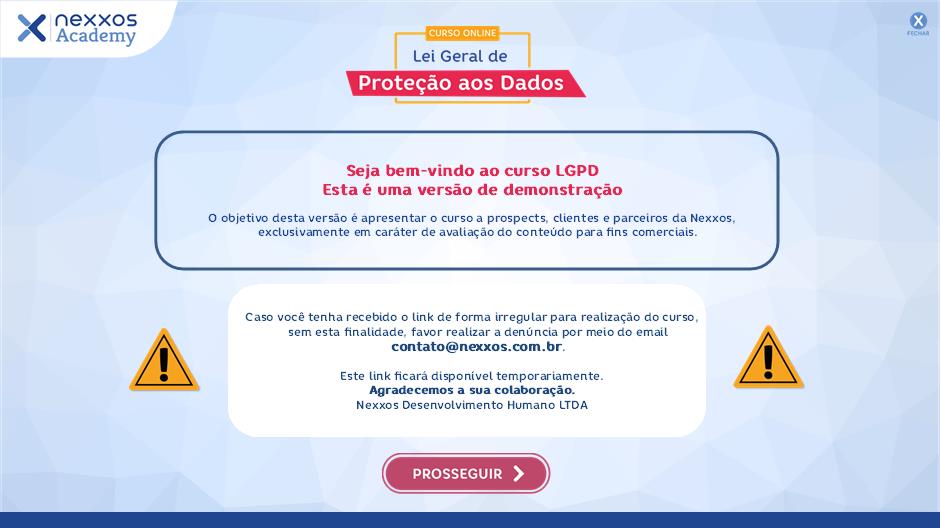 nexxos
Academy
X
FECHAR
CURSO ONLINE
Lei Geral de
Proteção aos Dados
Seja bem-vindo ao curso LGPD
Esta é uma versão de demonstração
O objetivo desta versão é apresentar o curso a prospects, clientes e parceiros da Nexxos,
exclusivamente em caráter de avaliação do conteúdo para fins comerciais.
Caso você tenha recebido o link de forma irregular para realização do curso,
sem esta finalidade, favor realizar a denúncia por meio do email
contato@nexxos.com.br.
Este link ficará disponível temporariamente.
Agradecemos a sua colaboração.
Nexxos Desenvolvimento Humano LTDA
PROSSEGUIR